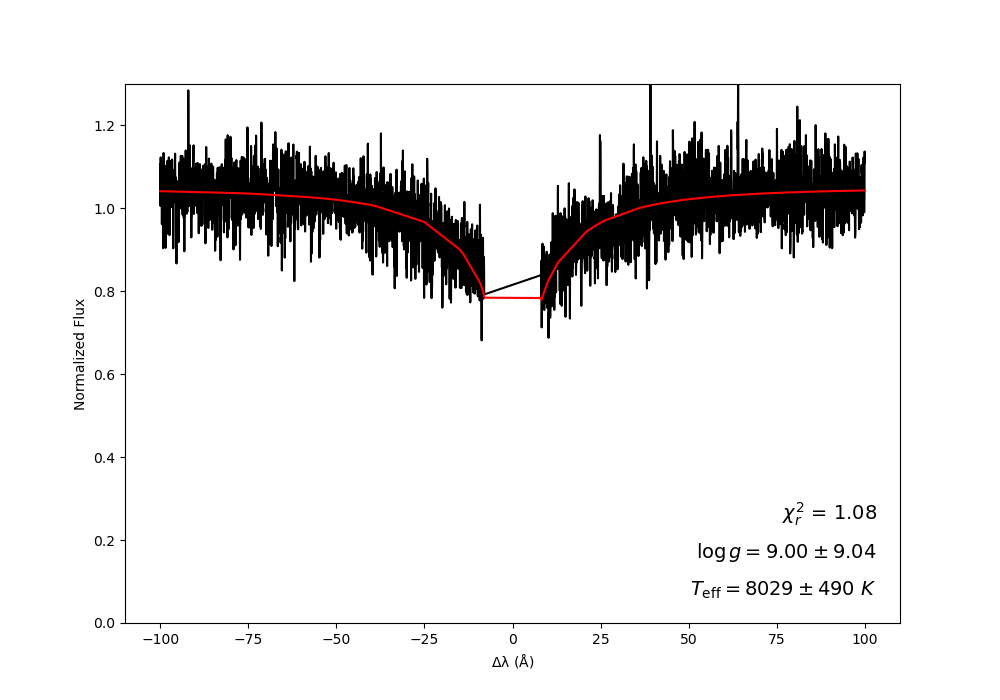 1.2
1.0
0.8
0.6
0.4
0.2
0.0
Normalized Flux
χ²ᵣ = 1.08
log g = 9.00 ± 9.04
T_eff = 8029 ± 490 K
−100 −75 −50 −25 0 25 50 75 100
Δλ (Å)